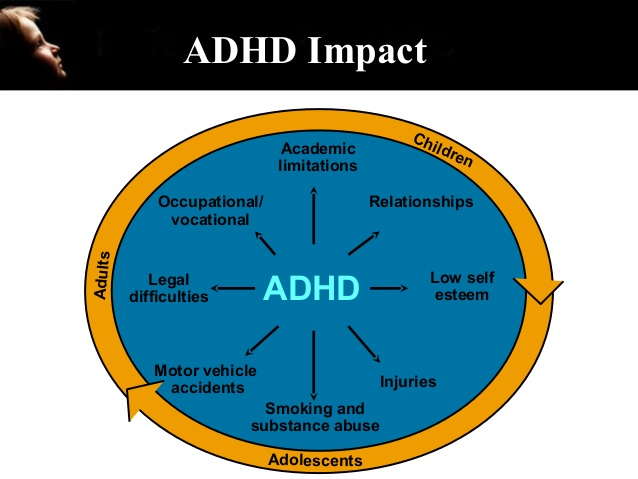 ADHD Impact
Children
Academic
limitations
Occupational/
vocational
Relationships
Adults
Legal
difficulties
ADHD
Low self
esteem
Motor vehicle
accidents
Injuries
Smoking and
substance abuse
Adolescents